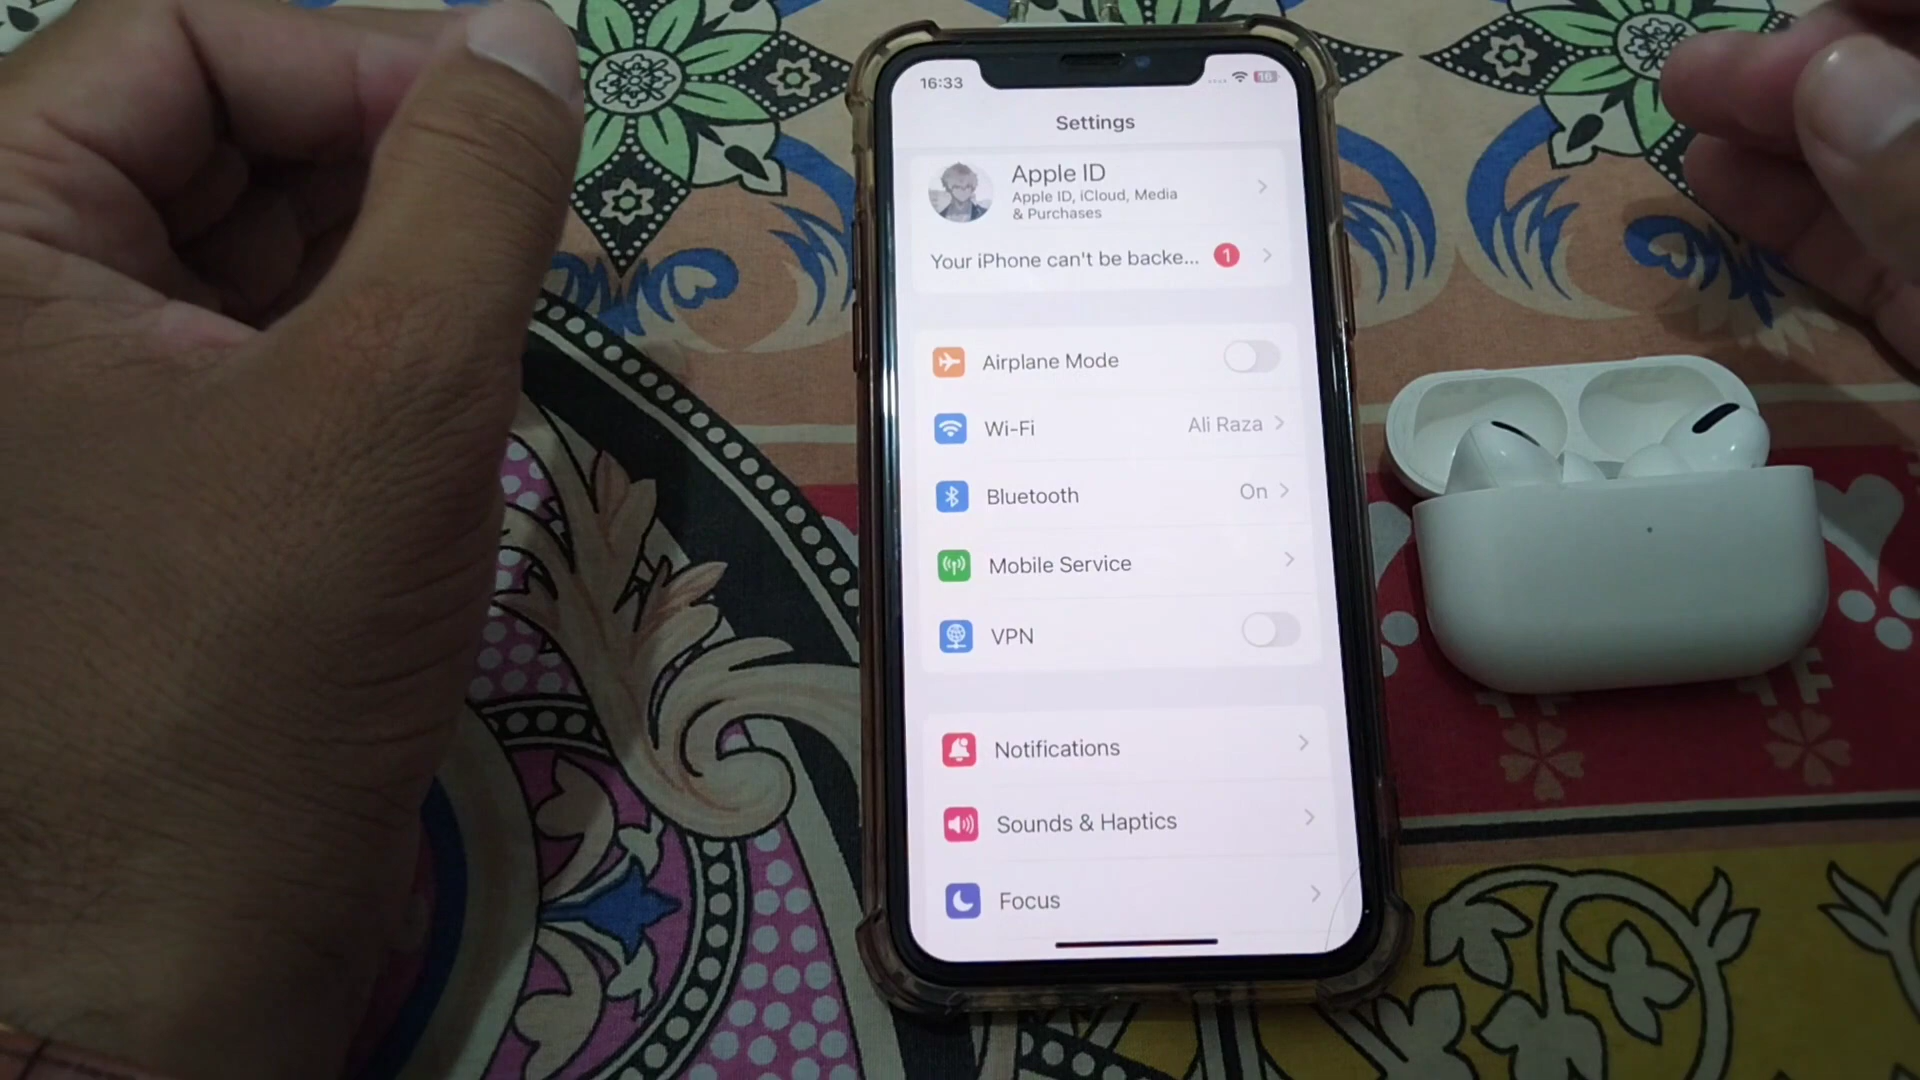 16:33
16
Settings
Apple ID
Apple ID, iCloud, Media
& Purchases
Your iPhone can't be backe... 1
Airplane Mode
Wi-Fi Ali Raza
Bluetooth On
Mobile Service
VPN
Notifications
Sounds & Haptics
Focus